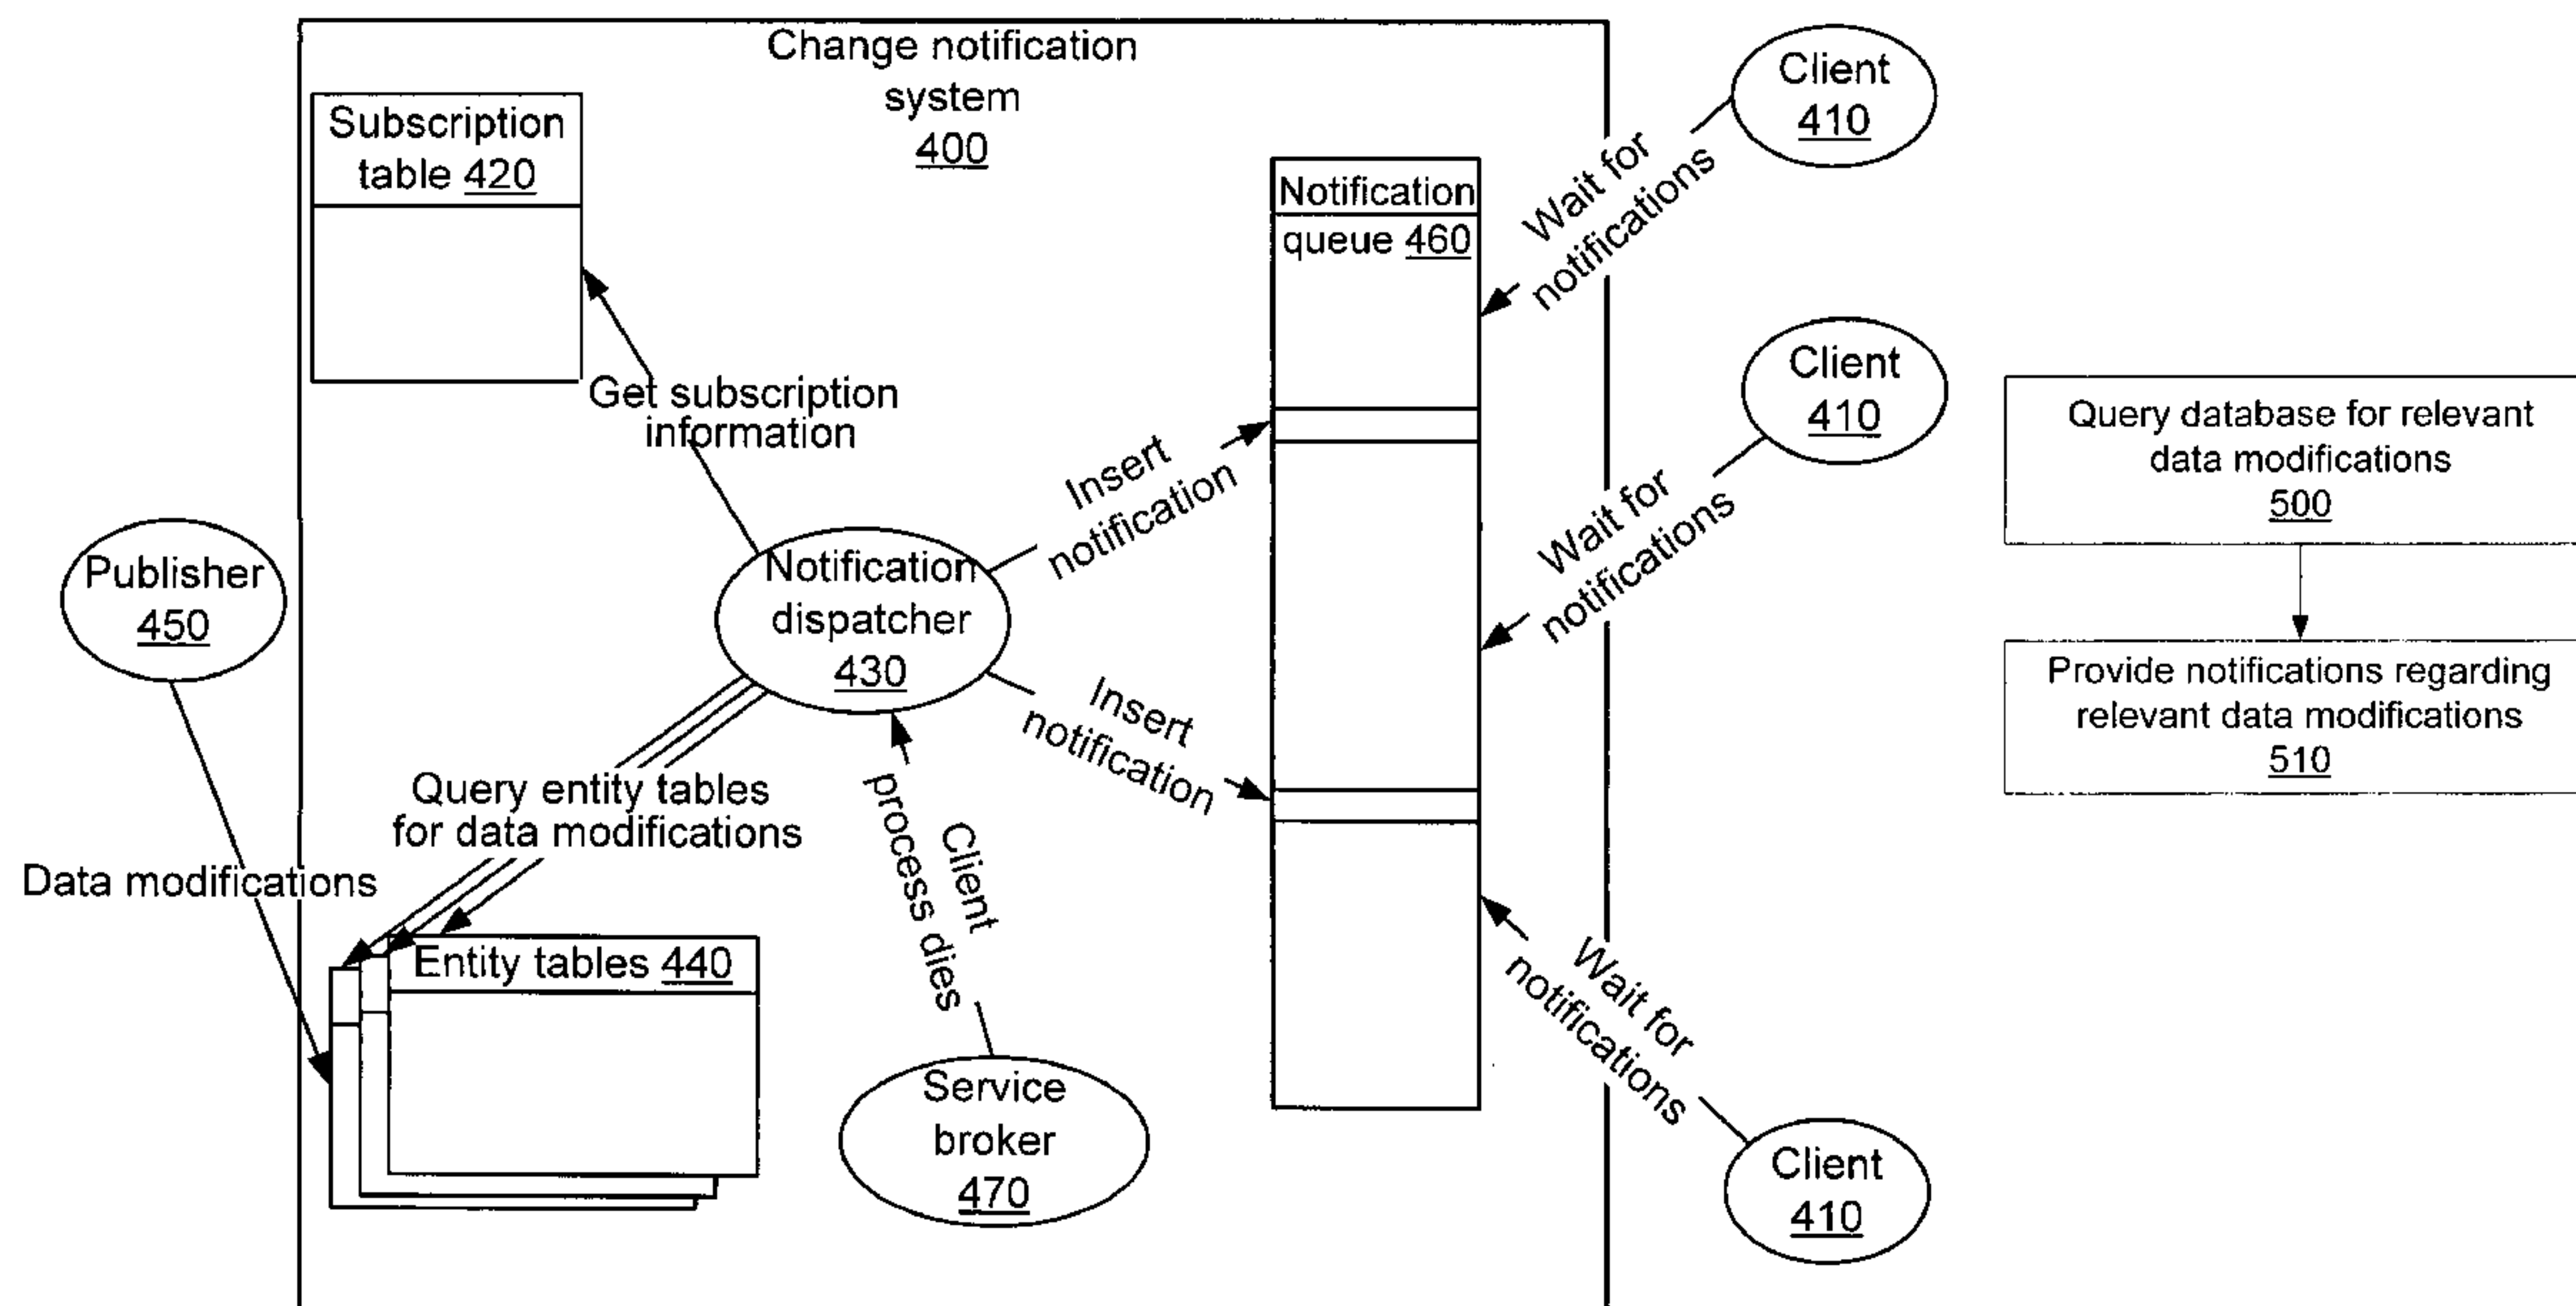 Change notification
system
400
Subscription
table 420
Notification
queue 460
Client
410
Wait for
notifications
Client
410
Wait for
notifications
Get subscription
information
Insert
notification
Publisher
450
Notification
dispatcher
430
Insert
notification
Query entity tables
for data modifications
Data modifications
Client
process dies
Entity tables 440
Service
broker
470
Wait for
notifications
Client
410
Query database for relevant
data modifications
500
Provide notifications regarding
relevant data modifications
510